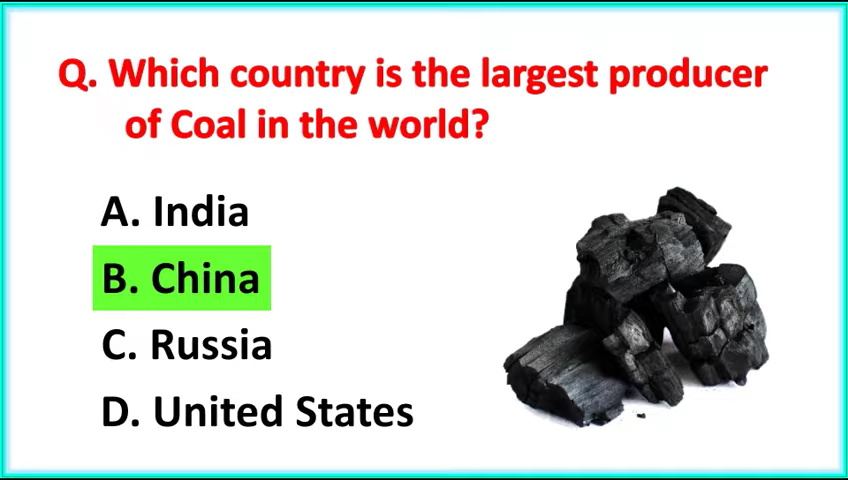 Q. Which country is the largest producer
of Coal in the world?
A. India
B. China
C. Russia
D. United States